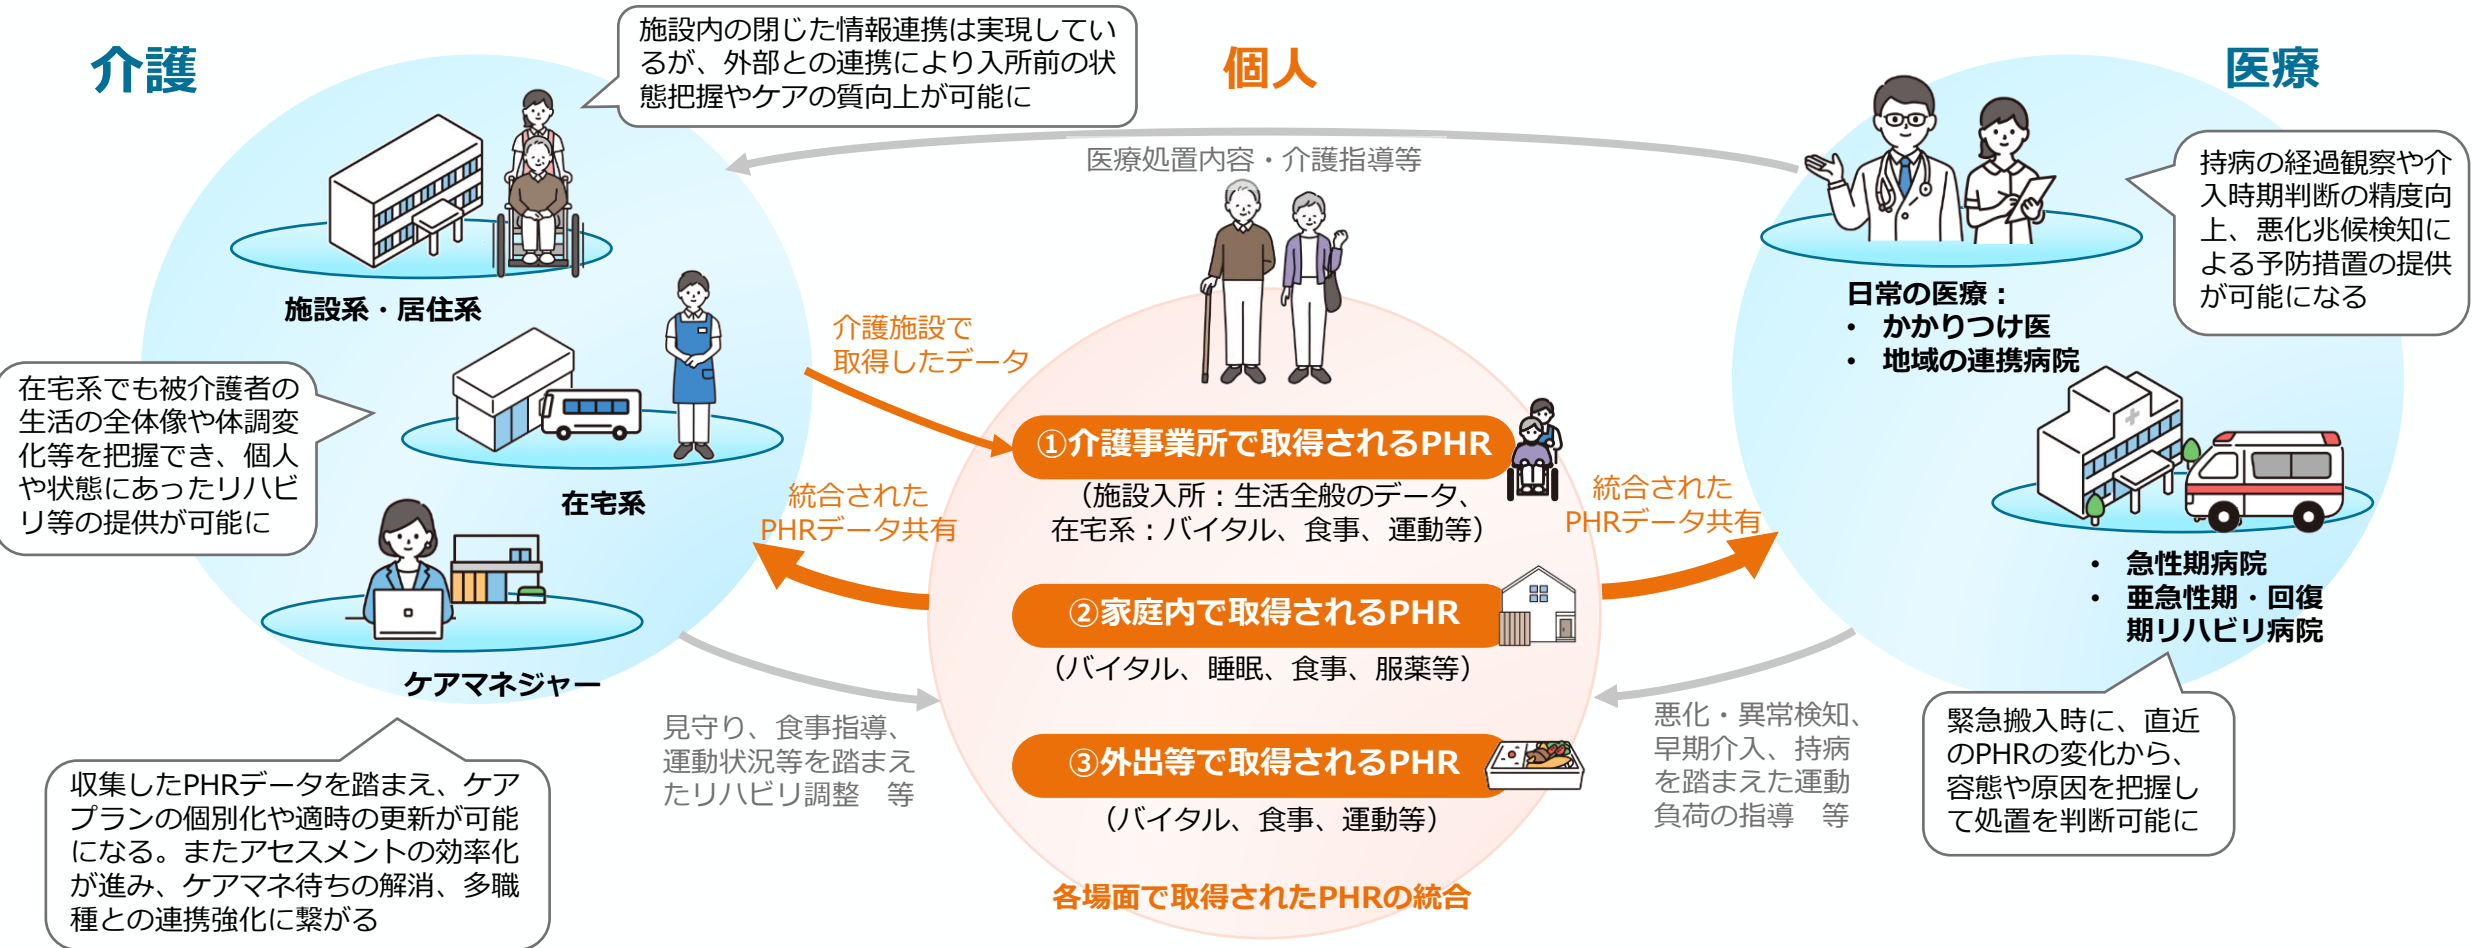 介護
施設内の閉じた情報連携は実現してい
るが、外部との連携により入所前の状
態把握やケアの質向上が可能に
個人
医療
医療処置内容・介護指導等
持病の経過観察や介
入時期判断の精度向
上、悪化兆候検知に
よる予防措置の提供
が可能になる
施設系・居住系
日常の医療：
• かかりつけ医
• 地域の連携病院
介護施設で
取得したデータ
在宅系でも被介護者の
生活の全体像や体調変
化等を把握でき、個人
や状態にあったリハビ
リ等の提供が可能に
在宅系
①介護事業所で取得されるPHR
（施設入所：生活全般のデータ、
在宅系：バイタル、食事、運動等）
統合された
PHRデータ共有
統合された
PHRデータ共有
• 急性期病院
• 亜急性期・回復
期リハビリ病院
②家庭内で取得されるPHR
（バイタル、睡眠、食事、服薬等）
ケアマネジャー
見守り、食事指導、
運動状況等を踏まえ
たリハビリ調整　等
悪化・異常検知、
早期介入、持病
を踏まえた運動
負荷の指導　等
緊急搬入時に、直近
のPHRの変化から、
容態や原因を把握し
て処置を判断可能に
③外出等で取得されるPHR
（バイタル、食事、運動等）
収集したPHRデータを踏まえ、ケア
プランの個別化や適時の更新が可能
になる。またアセスメントの効率化
が進み、ケアマネ待ちの解消、多職
種との連携強化に繋がる
各場面で取得されたPHRの統合